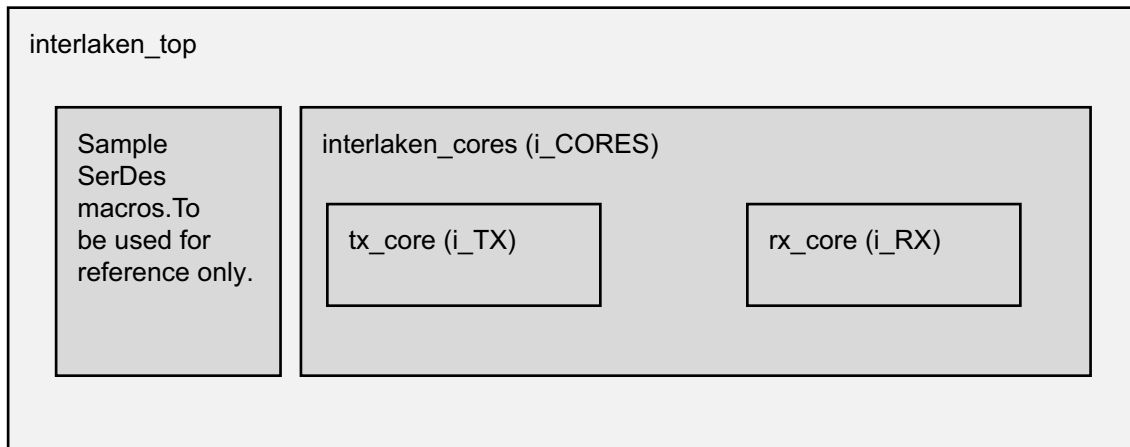 interlaken_top
Sample
SerDes
macros.To
be used for
reference only.
interlaken_cores (i_CORES)
tx_core (i_TX)
rx_core (i_RX)